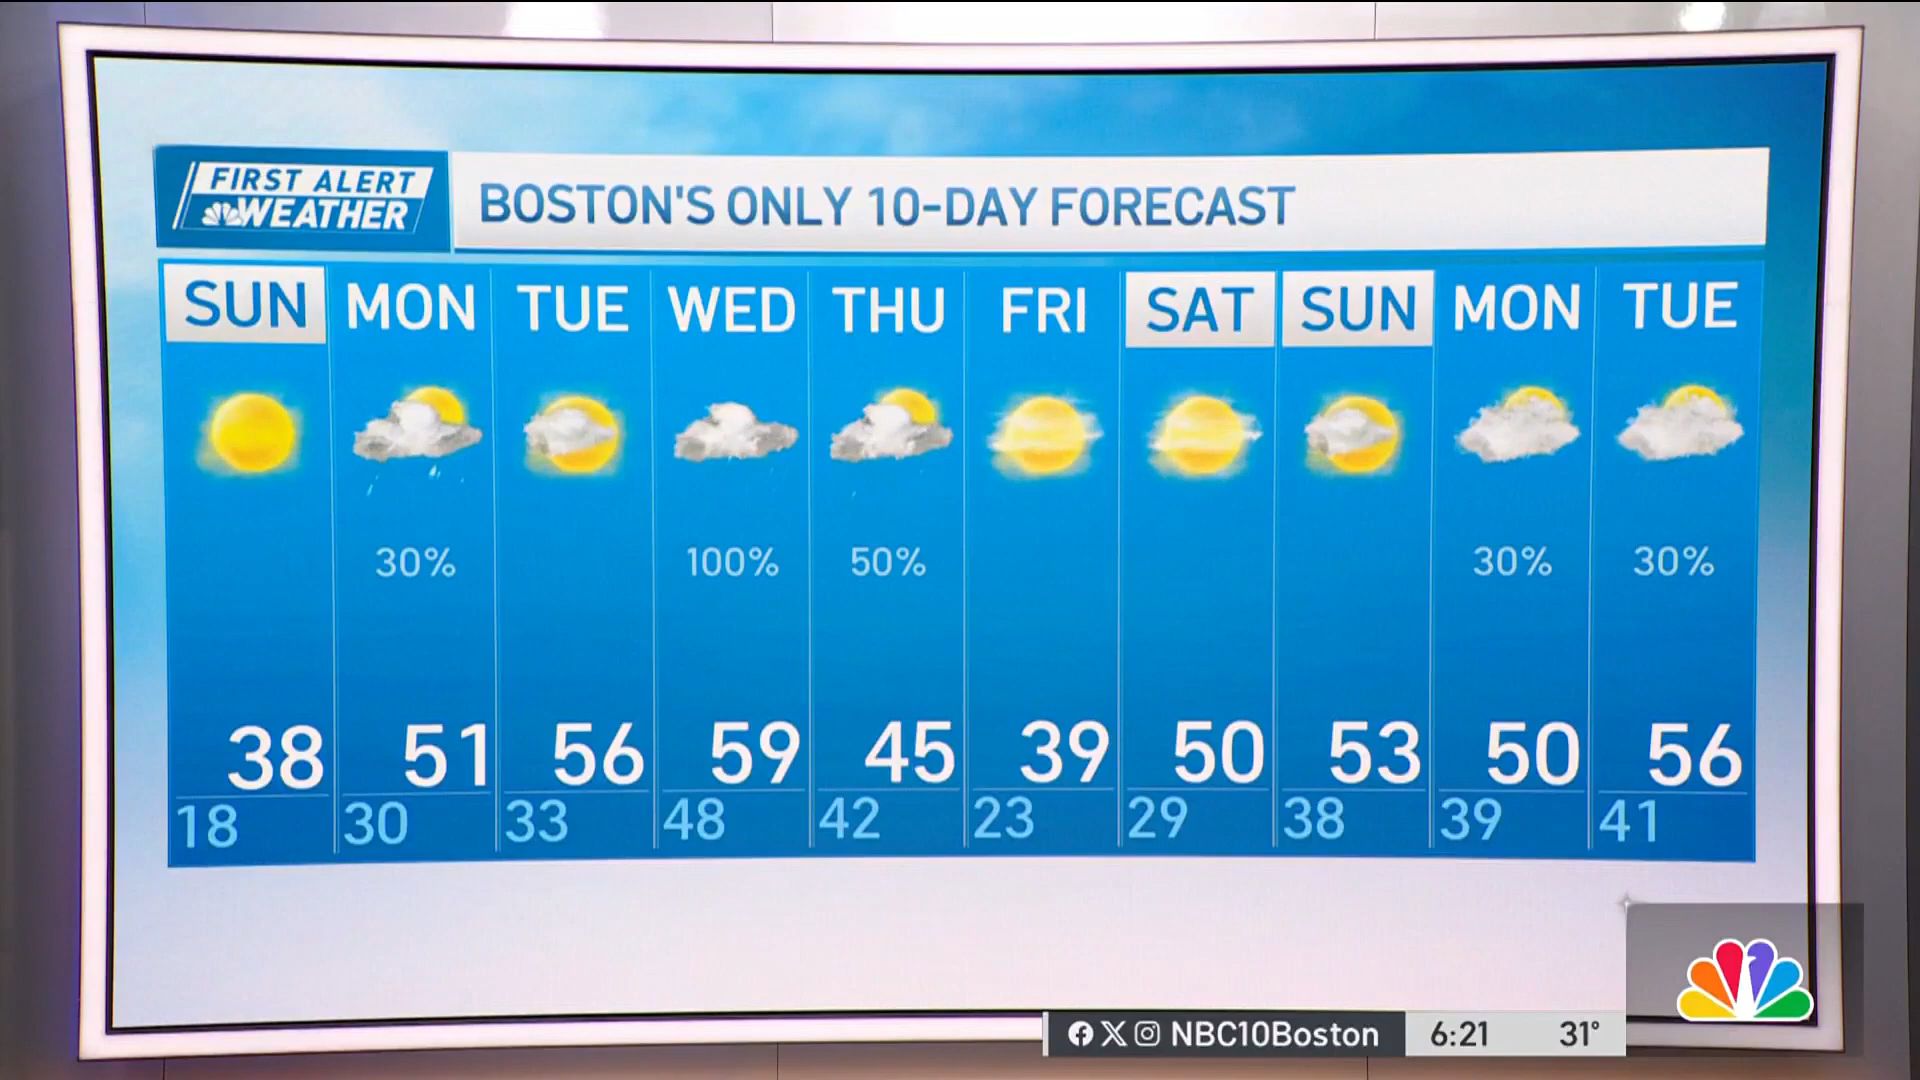 FIRST ALERT
WEATHER
BOSTON'S ONLY 10-DAY FORECAST
SUN MON TUE WED THU FRI SAT SUN MON TUE
30% 100% 50% 30% 30%
38 51 56 59 45 39 50 53 50 56
18 30 33 48 42 23 29 38 39 41
NBC10Boston 6:21 31°